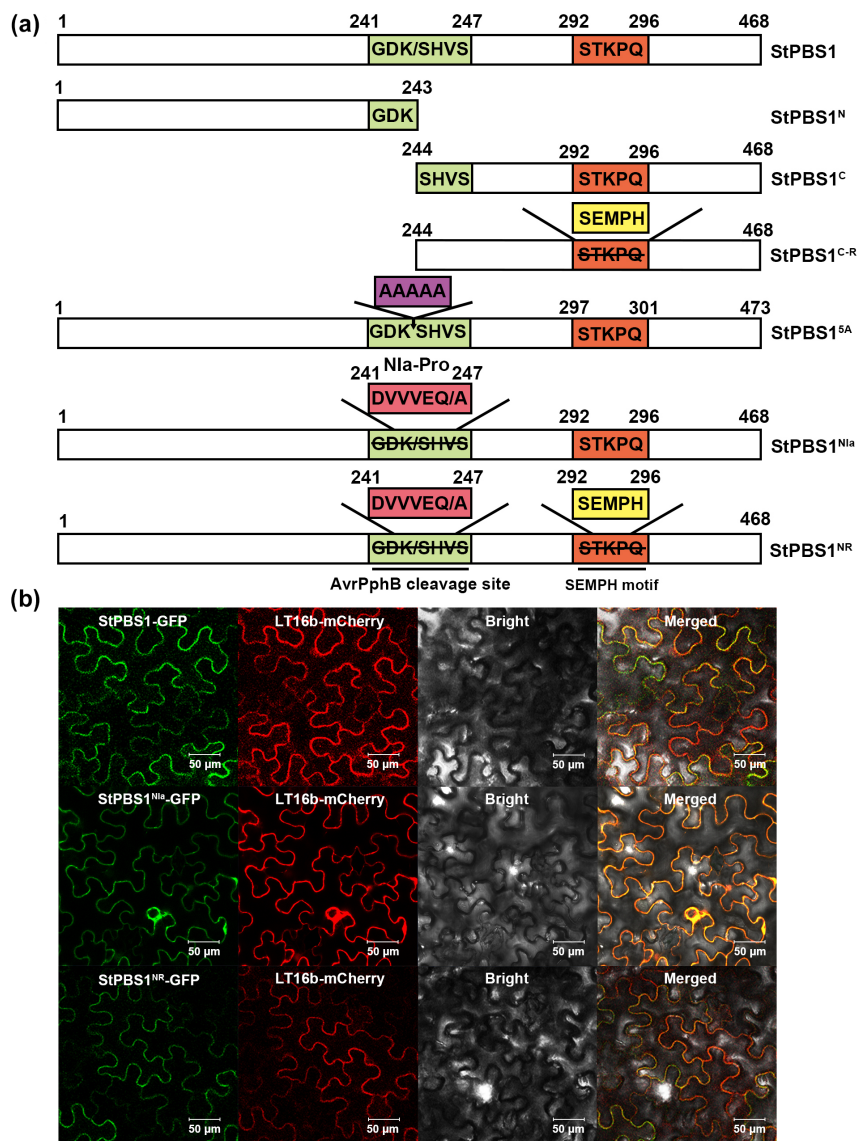 (a)
1 241 247 292 296 468
GDK/SHVS STKPQ StPBS1
1 243
GDK StPBS1N
244 292 296 468
SHVS STKPQ StPBS1C
SEMPH
244 468
STKPQ StPBS1C-R
AAAAA
1 297 301 473
GDK SHVS STKPQ StPBS15A
NIa-Pro
241 247
DVVVEQ/A
1 292 296 468
GDK/SHVS STKPQ StPBS1NIa
241 247 292 296
DVVVEQ/A SEMPH
1 468
GDK/SHVS STKPQ StPBS1NR
AvrPphB cleavage site SEMPH motif
(b)
StPBS1-GFP LT16b-mCherry Bright Merged
50 μm 50 μm 50 μm 50 μm
StPBS1NIa-GFP LT16b-mCherry Bright Merged
50 μm 50 μm 50 μm 50 μm
StPBS1NR-GFP LT16b-mCherry Bright Merged
50 μm 50 μm 50 μm 50 μm